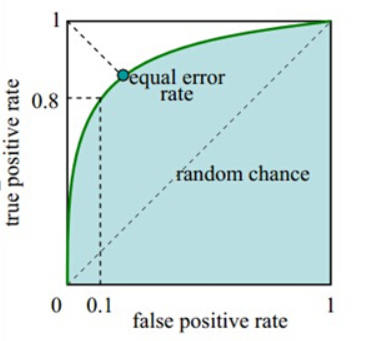 1
equal error
rate
0.8
true positive rate
random chance
0 0.1 1
false positive rate